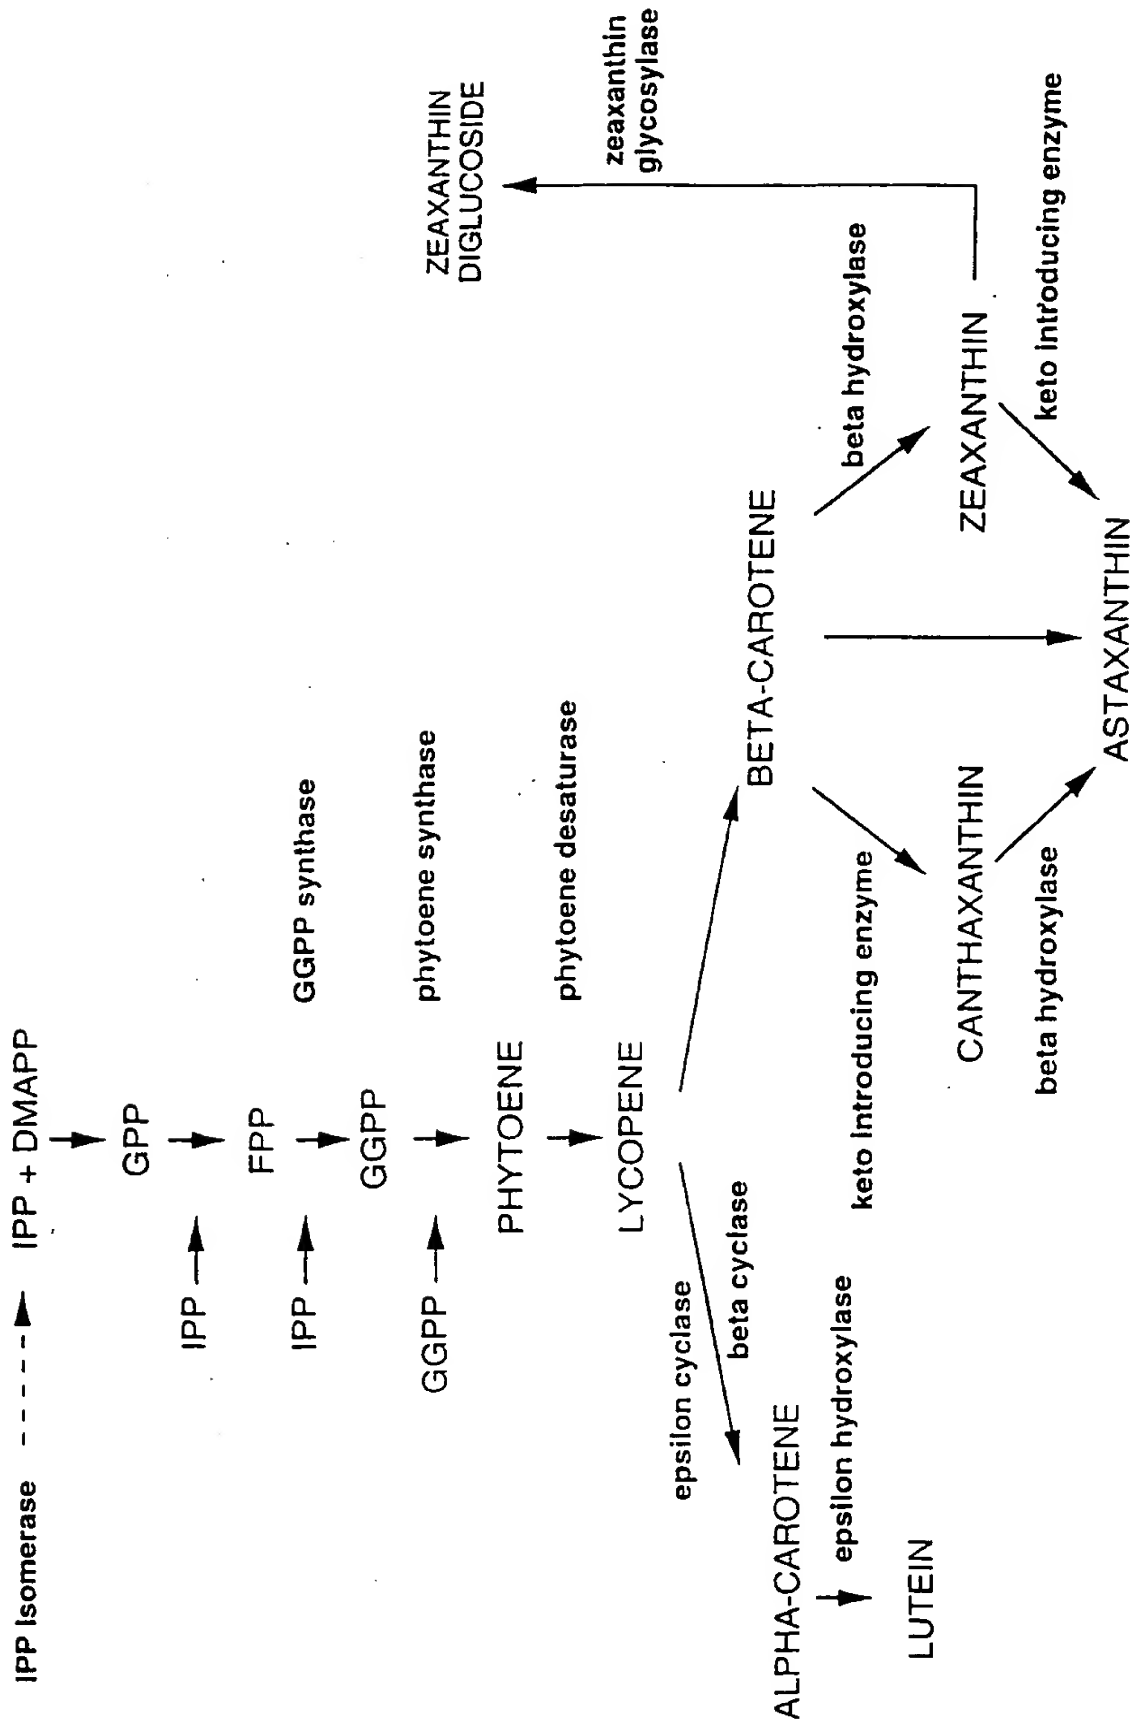 IPP Isomerase
IPP + DMAPP
GPP
IPP
FPP
IPP
GGPP synthase
GGPP
GGPP
phytoene synthase
PHYTOENE
phytoene desaturase
LYCOPENE
epsilon cyclase
beta cyclase
ALPHA-CAROTENE
BETA-CAROTENE
epsilon hydroxylase
LUTEIN
keto introducing enzyme
beta hydroxylase
CANTHAXANTHIN
ZEAXANTHIN
beta hydroxylase
keto introducing enzyme
ASTAXANTHIN
ZEAXANTHIN
DIGLUCOSIDE
zeaxanthin
glycosylase